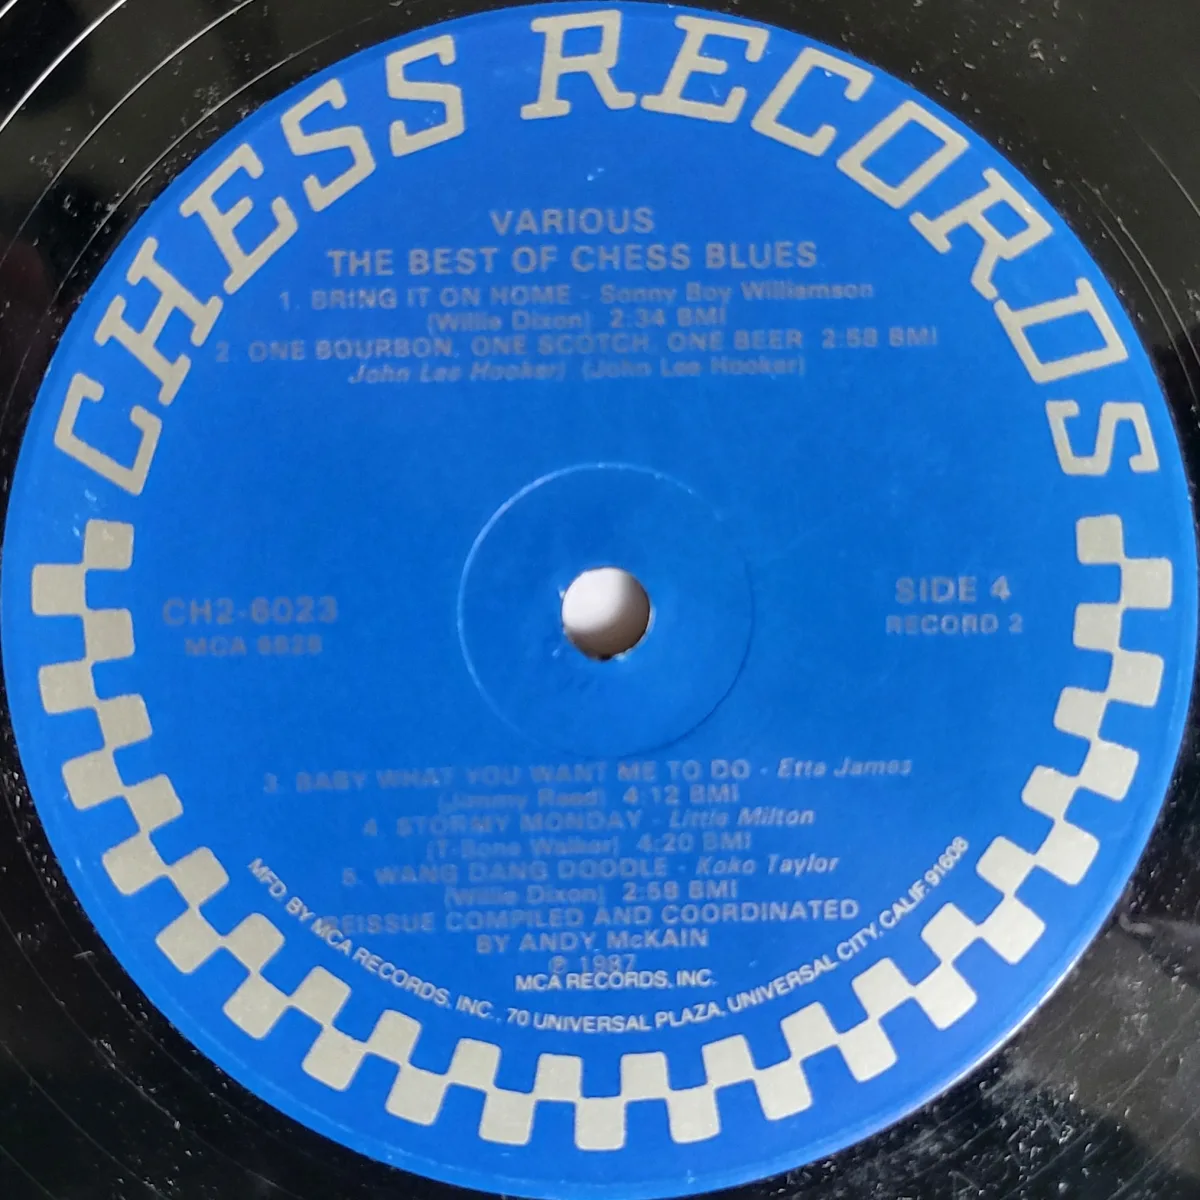 CHESS RECORDS
VARIOUS
THE BEST OF CHESS BLUES
1. BRING IT ON HOME - Sonny Boy Williamson
(Willie Dixon) 2:34 BMI
2. ONE BOURBON, ONE SCOTCH, ONE BEER 2:58 BMI
John Lee Hooker) (John Lee Hooker)
CH2-6023
MCA 6828
SIDE 4
RECORD 2
3. BABY WHAT YOU WANT ME TO DO - Etta James
(Jimmy Reed) 4:12 BMI
4. STORMY MONDAY - Little Milton
(T-Bone Walker) 4:20 BMI
5. WANG DANG DOODLE - Koko Taylor
(Willie Dixon) 2:58 BMI
REISSUE COMPILED AND COORDINATED
BY ANDY McKAIN
℗ 1987
MCA RECORDS, INC.
MFD. BY MCA RECORDS, INC., 70 UNIVERSAL PLAZA, UNIVERSAL CITY, CALIF. 91608